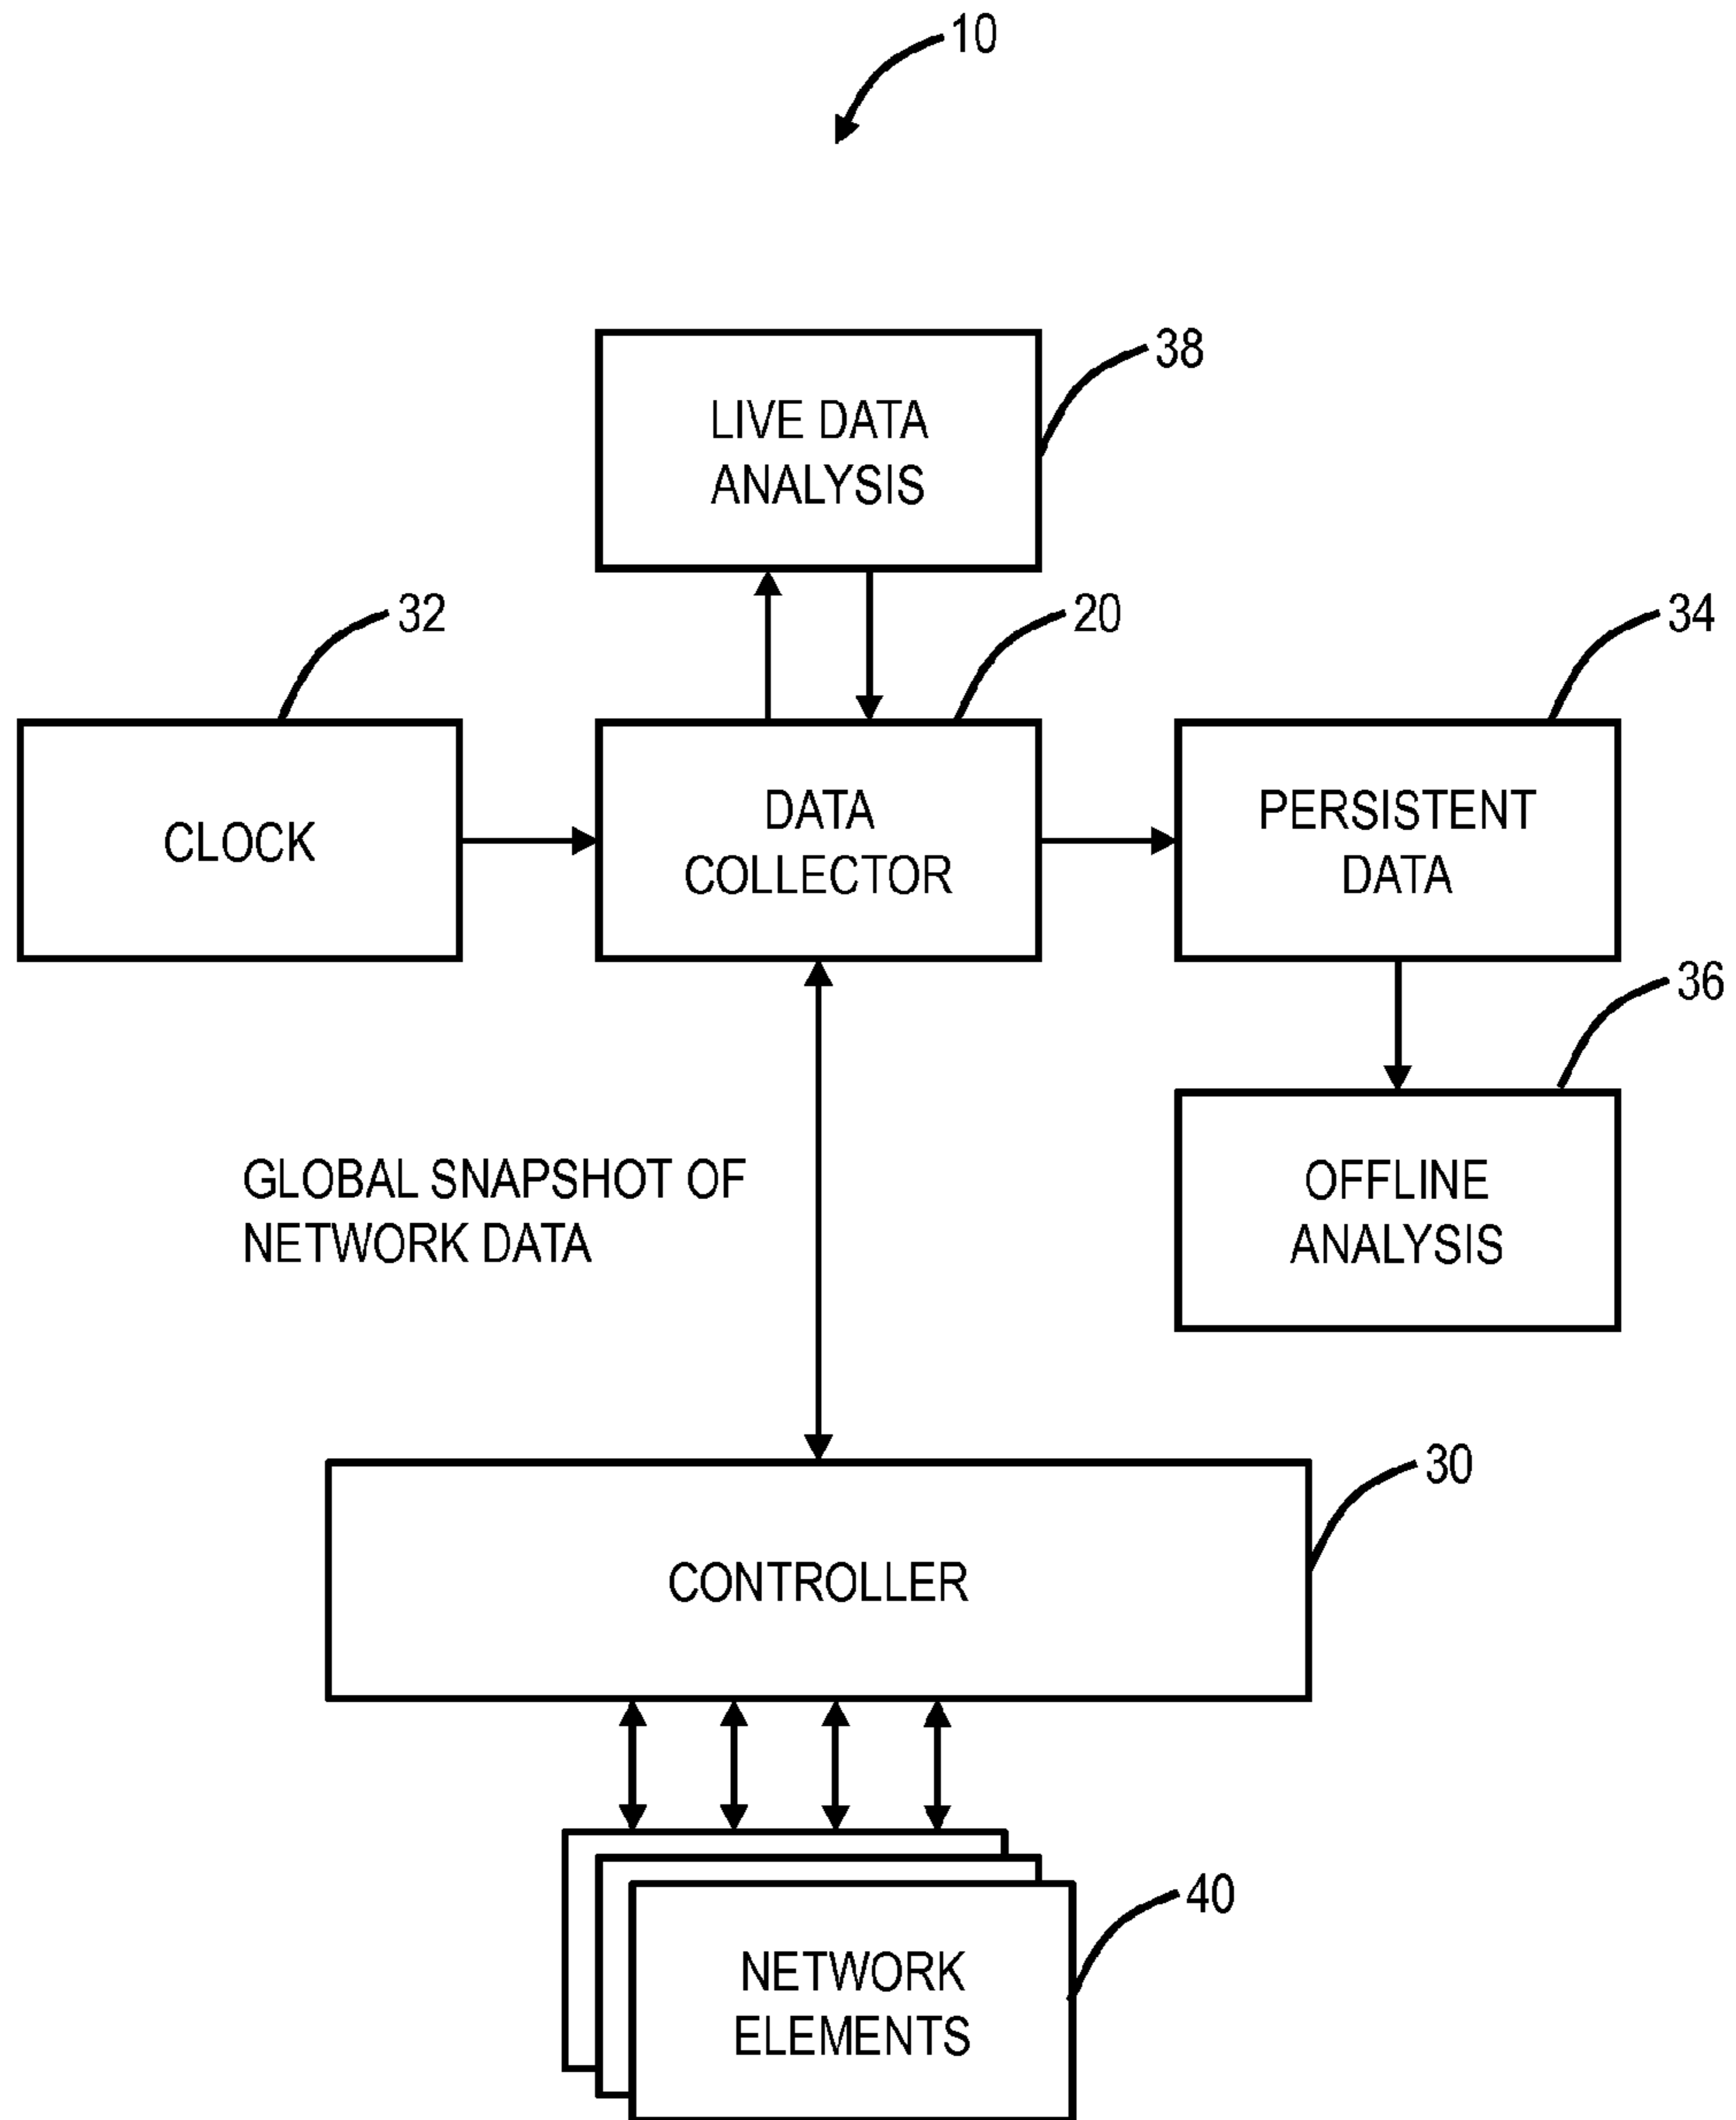 10
LIVE DATA
ANALYSIS
38
32
20
34
CLOCK
DATA
COLLECTOR
PERSISTENT
DATA
36
GLOBAL SNAPSHOT OF
NETWORK DATA
OFFLINE
ANALYSIS
30
CONTROLLER
40
NETWORK
ELEMENTS